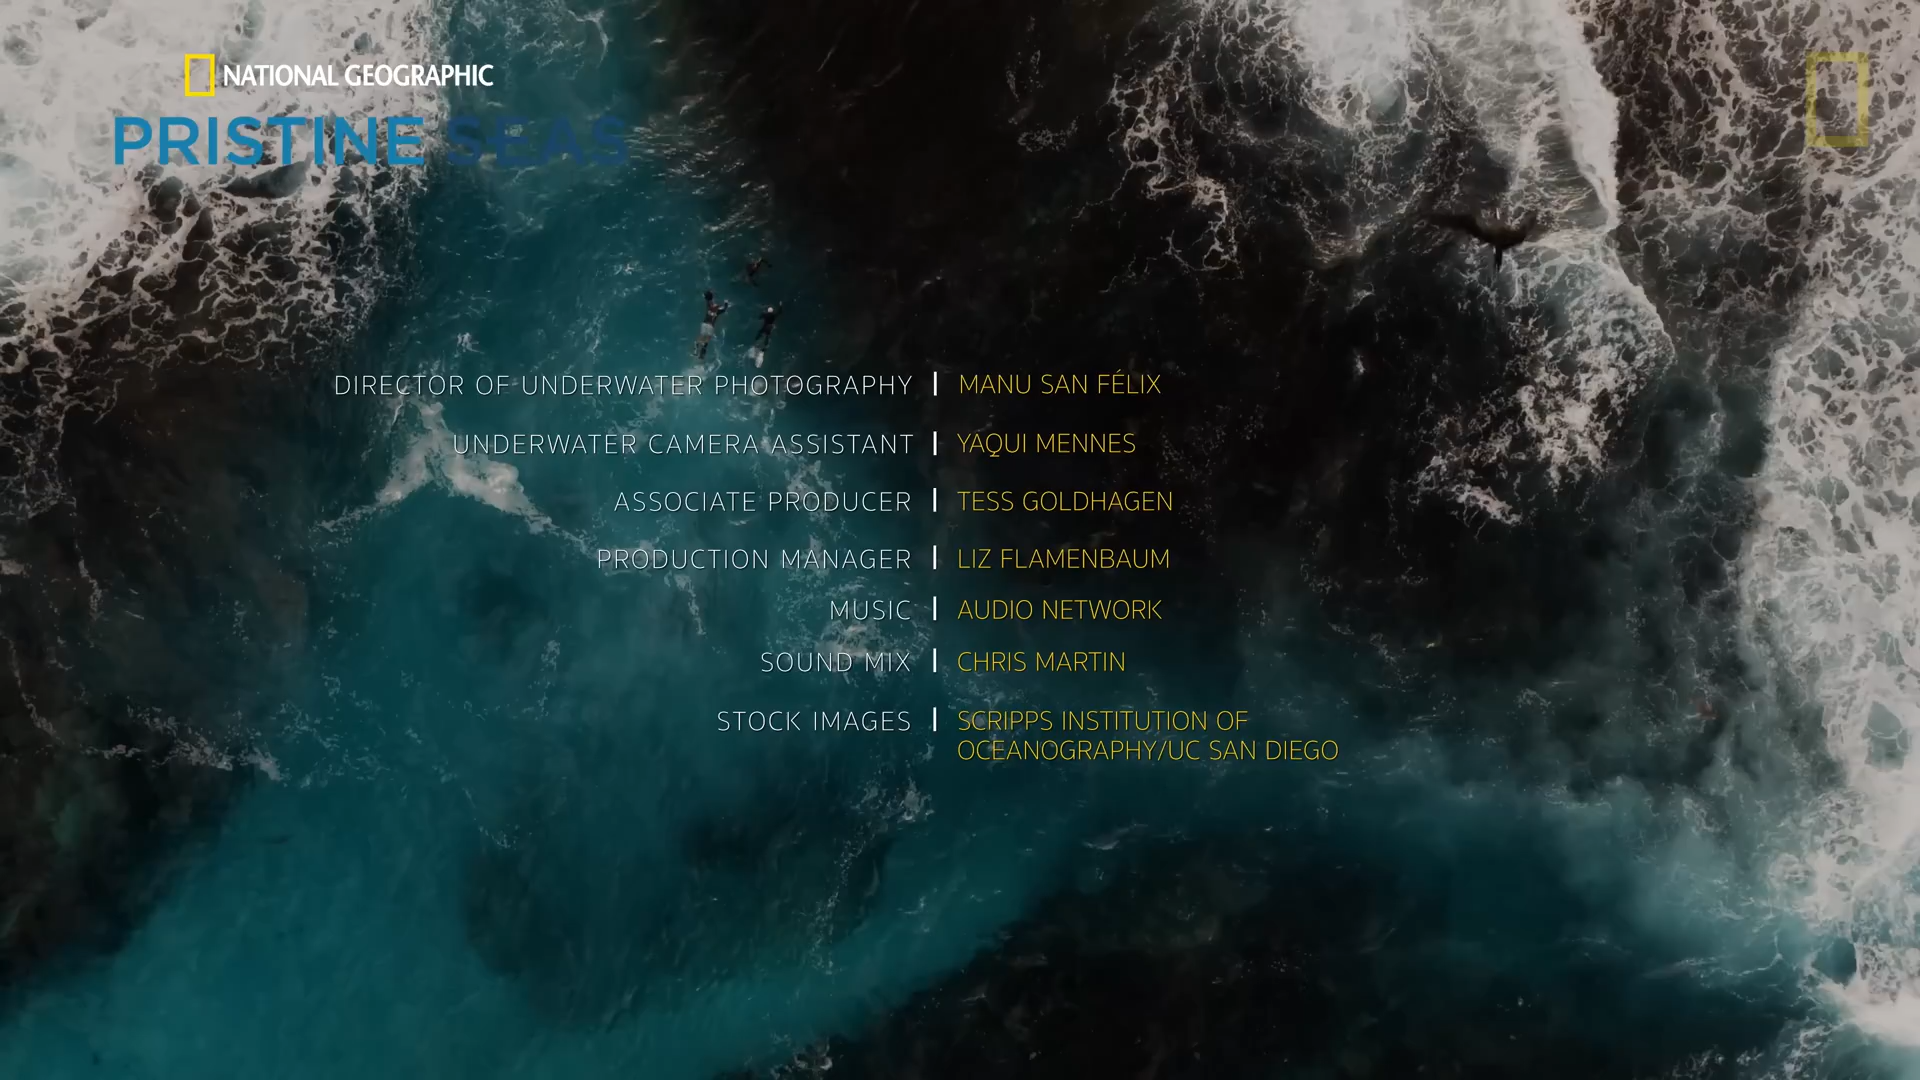 NATIONAL GEOGRAPHIC
PRISTINE SEAS
DIRECTOR OF UNDERWATER PHOTOGRAPHY | MANU SAN FÉLIX
UNDERWATER CAMERA ASSISTANT | YAQUI MENNES
ASSOCIATE PRODUCER | TESS GOLDHAGEN
PRODUCTION MANAGER | LIZ FLAMENBAUM
MUSIC | AUDIO NETWORK
SOUND MIX | CHRIS MARTIN
STOCK IMAGES | SCRIPPS INSTITUTION OF
OCEANOGRAPHY/UC SAN DIEGO